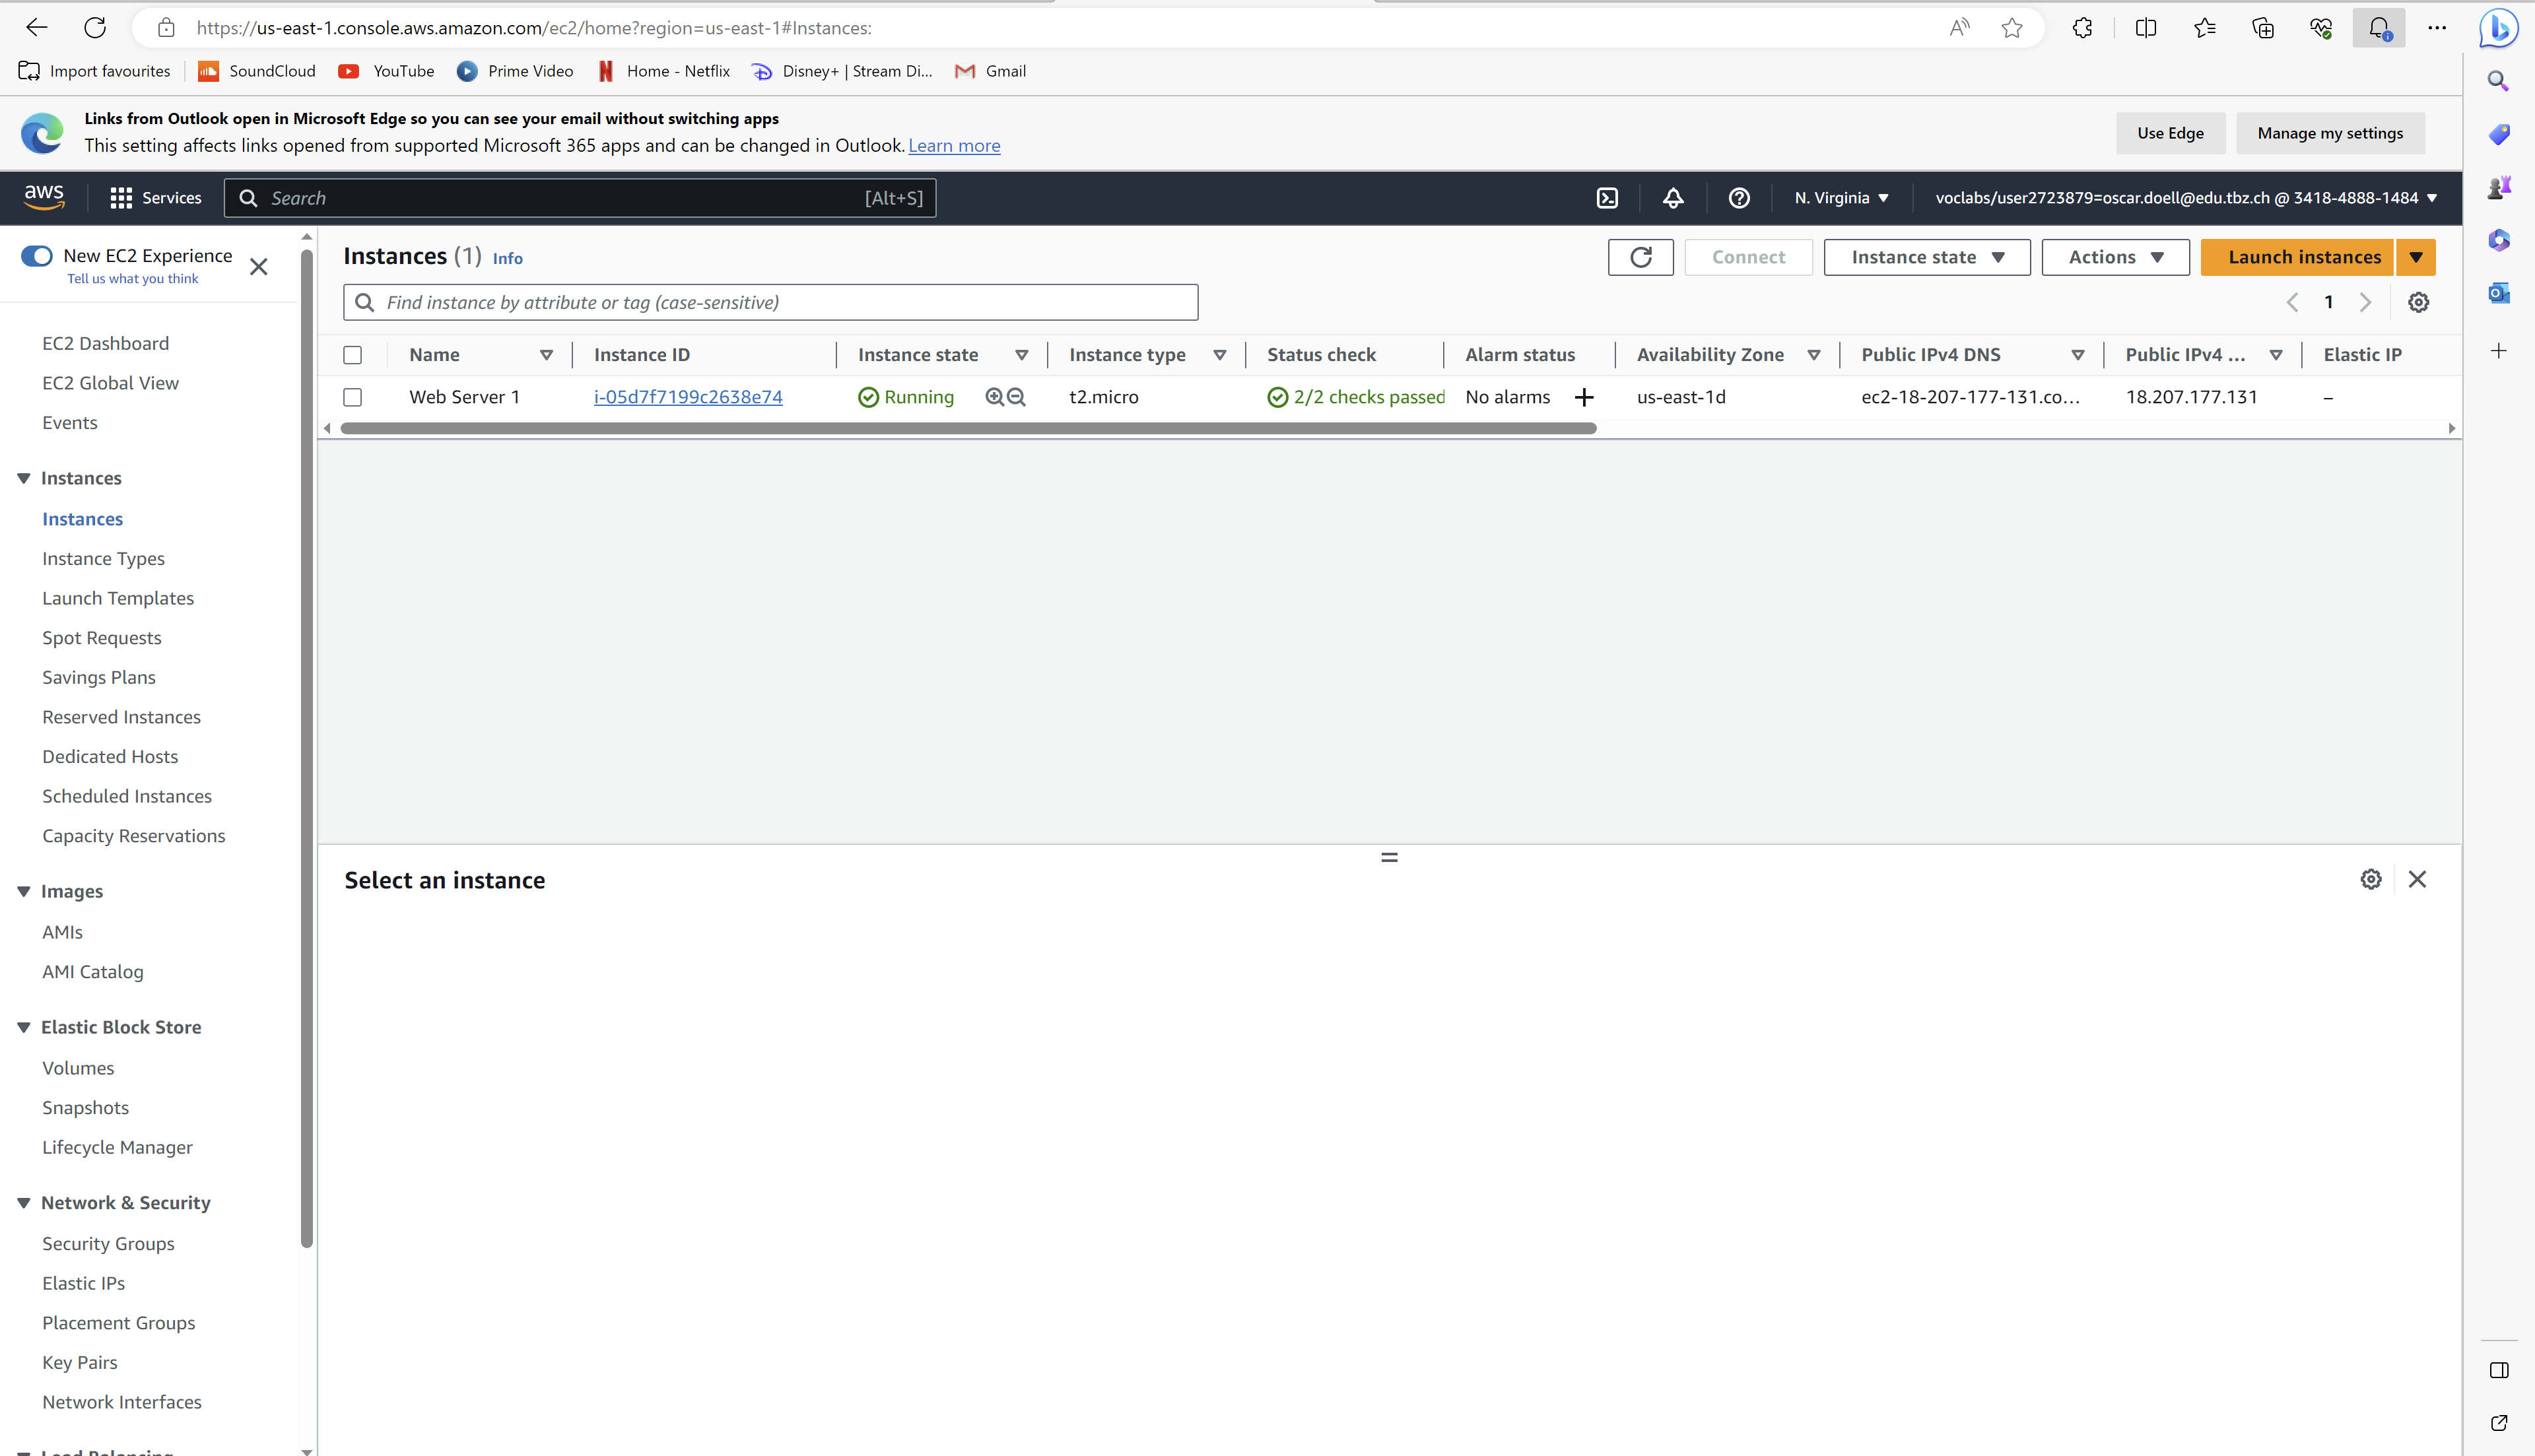 https://us-east-1.console.aws.amazon.com/ec2/home?region=us-east-1#Instances:
Import favourites SoundCloud YouTube Prime Video Home - Netflix Disney+ | Stream Di... Gmail
Links from Outlook open in Microsoft Edge so you can see your email without switching apps
This setting affects links opened from supported Microsoft 365 apps and can be changed in Outlook. Learn more
Use Edge Manage my settings
aws Services Search [Alt+S] N. Virginia voclabs/user2723879=oscar.doell@edu.tbz.ch @ 3418-4888-1484
New EC2 Experience
Tell us what you think
EC2 Dashboard
EC2 Global View
Events
Instances
Instances
Instance Types
Launch Templates
Spot Requests
Savings Plans
Reserved Instances
Dedicated Hosts
Scheduled Instances
Capacity Reservations
Images
AMIs
AMI Catalog
Elastic Block Store
Volumes
Snapshots
Lifecycle Manager
Network & Security
Security Groups
Elastic IPs
Placement Groups
Key Pairs
Network Interfaces
Instances (1) Info
Connect Instance state Actions Launch instances
Find instance by attribute or tag (case-sensitive)
1
Name Instance ID Instance state Instance type Status check Alarm status Availability Zone Public IPv4 DNS Public IPv4 ... Elastic IP
Web Server 1 i-05d7f7199c2638e74 Running t2.micro 2/2 checks passed No alarms us-east-1d ec2-18-207-177-131.co... 18.207.177.131 –
Select an instance